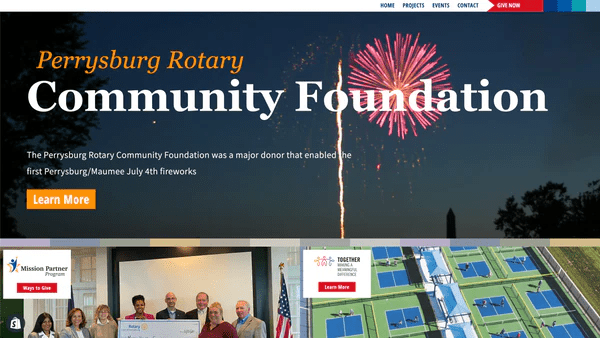 HOME PROJECTS EVENTS CONTACT GIVE NOW
Perrysburg Rotary
Community Foundation
The Perrysburg Rotary Community Foundation was a major donor that enabled the
first Perrysburg/Maumee July 4th fireworks
Learn More
Mission Partner
Program
Ways to Give
TOGETHER
MAKING A
MEANINGFUL
DIFFERENCE
Learn-More
Rotary